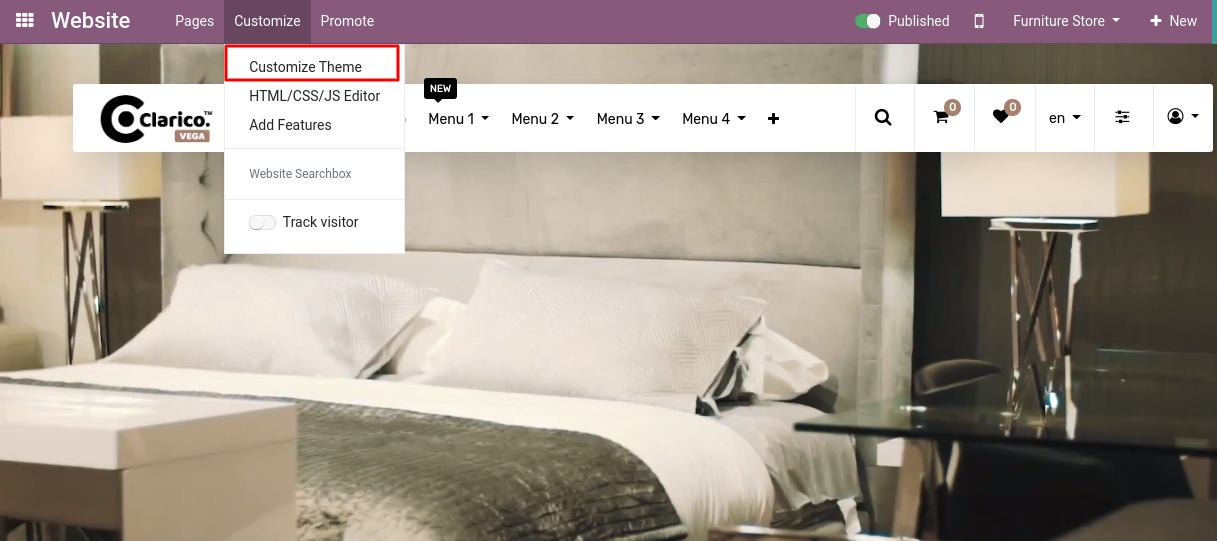 Website Pages Customize Promote Published Furniture Store New
Customize Theme
HTML/CSS/JS Editor
Add Features
Website Searchbox
Track visitor
Clarico.™
VEGA
NEW
Menu 1 Menu 2 Menu 3 Menu 4 0 0 en